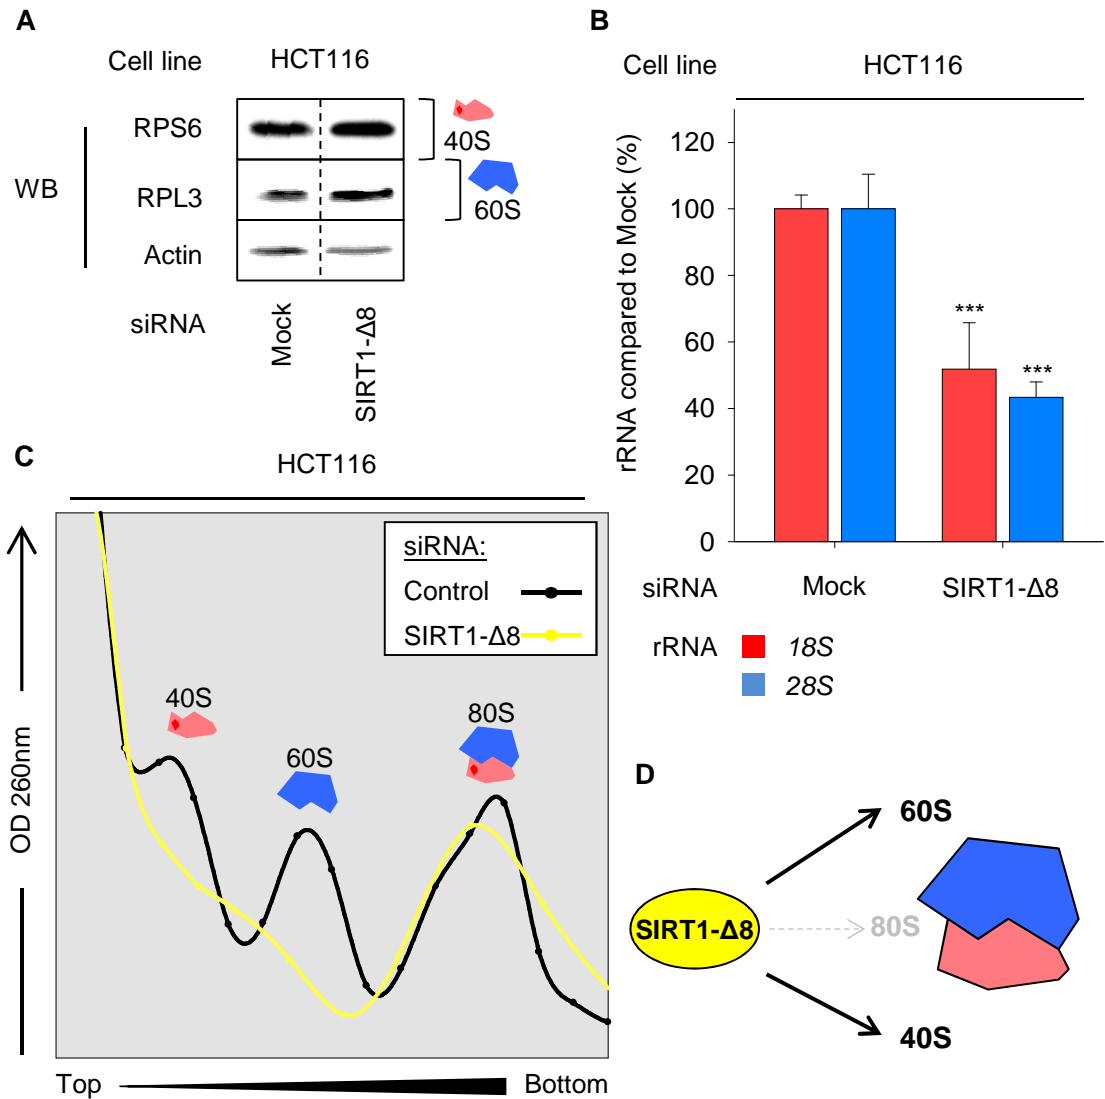 A
Cell line
HCT116
RPS6
40S
WB
RPL3
60S
Actin
siRNA
Mock
SIRT1-Δ8
B
Cell line
HCT116
rRNA compared to Mock (%)
120
100
80
60
40
20
0
***
***
siRNA
Mock
SIRT1-Δ8
rRNA
18S
28S
C
HCT116
OD 260nm
siRNA:
Control
SIRT1-Δ8
40S
60S
80S
Top
Bottom
D
SIRT1-Δ8
60S
80S
40S